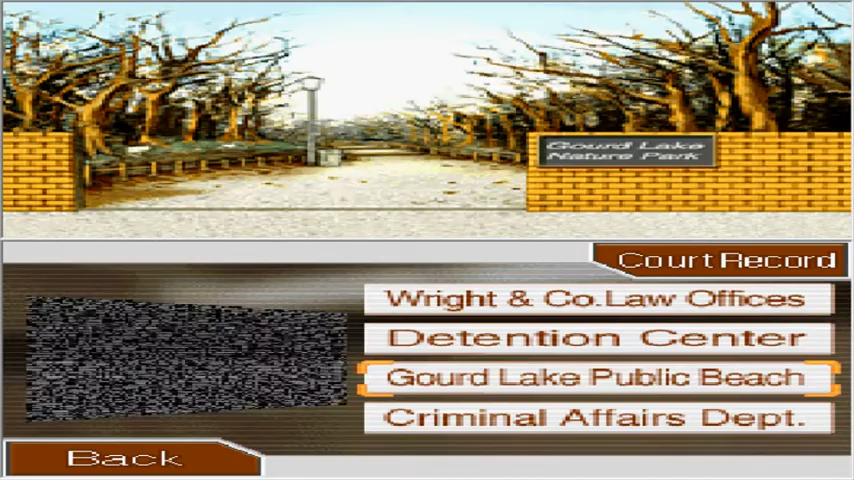 Gourd Lake
Nature Park
Court Record
Wright & Co.Law Offices
Detention Center
Gourd Lake Public Beach
Criminal Affairs Dept.
Back